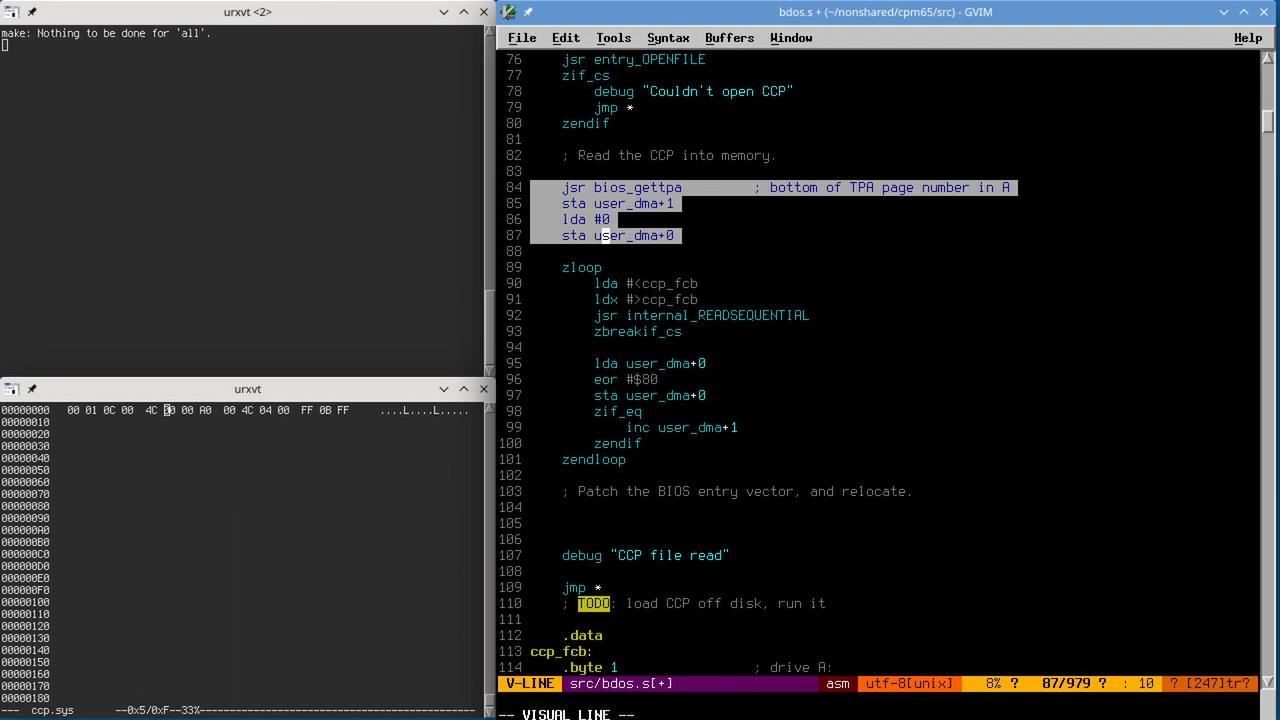 urxvt <2>
make: Nothing to be done for 'all'.
urxvt
00000000   00 01 0C 00  4C 00 00 A0  00 4C 04 00  FF 0B FF     ....L....L.....
00000010
00000020
00000030
00000040
00000050
00000060
00000070
00000080
00000090
000000A0
000000B0
000000C0
000000D0
000000E0
000000F0
00000100
00000110
00000120
00000130
00000140
00000150
00000160
00000170
00000180
---  ccp.sys       --0x5/0xF--33%---------------------------------------------
bdos.s + (~/nonshared/cpm65/src) - GVIM
File Edit Tools Syntax Buffers Window Help
76     jsr entry_OPENFILE
77     zif_cs
78         debug "Couldn't open CCP"
79         jmp *
80     zendif
81
82     ; Read the CCP into memory.
83
84     jsr bios_gettpa         ; bottom of TPA page number in A
85     sta user_dma+1
86     lda #0
87     sta user_dma+0
88
89     zloop
90         lda #<ccp_fcb
91         ldx #>ccp_fcb
92         jsr internal_READSEQUENTIAL
93         zbreakif_cs
94
95         lda user_dma+0
96         eor #$80
97         sta user_dma+0
98         zif_eq
99             inc user_dma+1
100         zendif
101     zendloop
102
103     ; Patch the BIOS entry vector, and relocate.
104
105
106
107     debug "CCP file read"
108
109     jmp *
110     ; TODO: load CCP off disk, run it
111
112     .data
113 ccp_fcb:
114     .byte 1                 ; drive A:
V-LINE src/bdos.s[+] asm utf-8[unix] 8% ? 87/979 ? : 10 ? [247]tr?
-- VISUAL LINE --